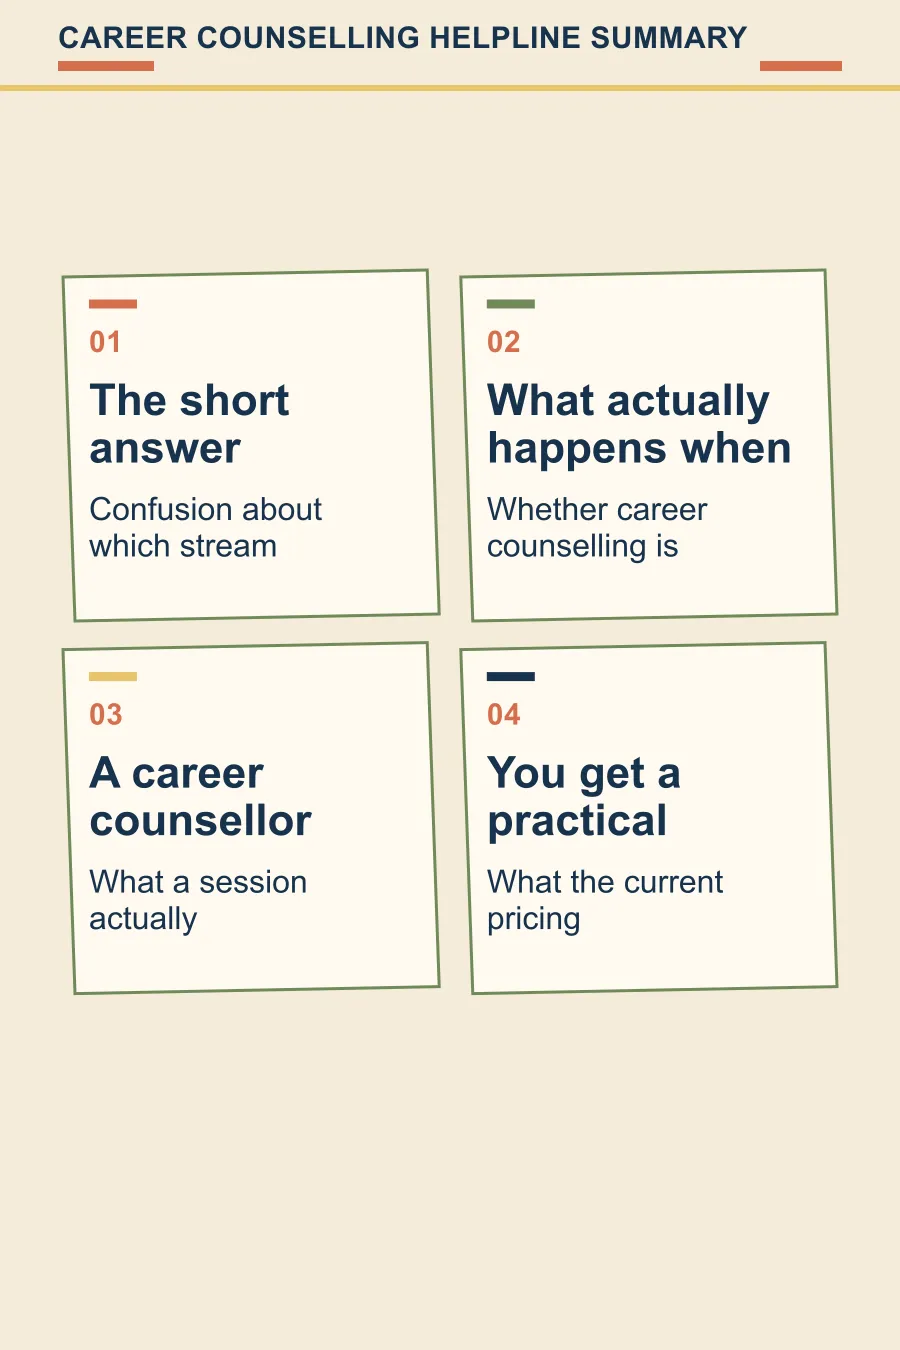 CAREER COUNSELLING HELPLINE SUMMARY
01
The short
answer
Confusion about
which stream
02
What actually
happens when
Whether career
counselling is
03
A career
counsellor
What a session
actually
04
You get a
practical
What the current
pricing